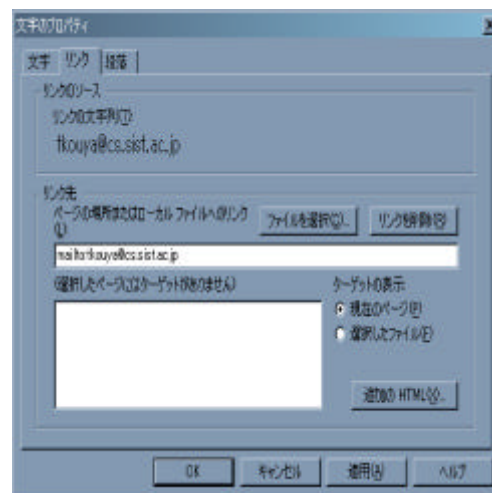 文字のプロパティ
文字 リンク 段落
リンクのソース
リンクの文字列(T):
tkouya@cs.sist.ac.jp
リンク先
ページの場所またはローカル ファイルへのリンク
(L) ファイルを選択(C)... リンクを削除(R)
mailto:tkouya@cs.sist.ac.jp
(選択したページにはターゲットがありません)
ターゲットの表示
現在のページ(P)
選択したファイル(F)
追加の HTML(X)...
OK キャンセル 適用(A) ヘルプ